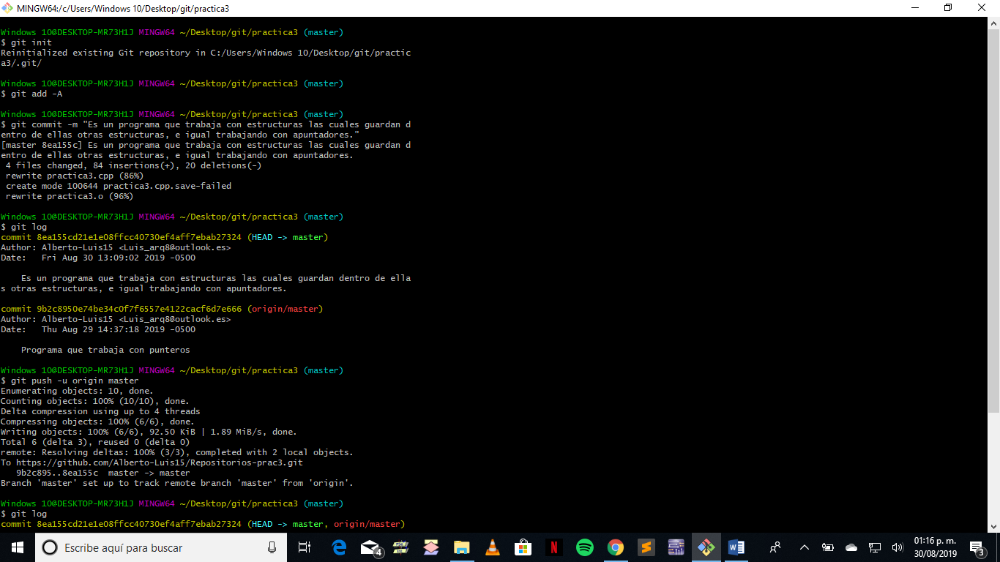 MINGW64:/c/Users/Windows 10/Desktop/git/practica3
Windows 10@DESKTOP-MR73H1J MINGW64 ~/Desktop/git/practica3 (master)
$ git init
Reinitialized existing Git repository in C:/Users/Windows 10/Desktop/git/practic
a3/.git/
Windows 10@DESKTOP-MR73H1J MINGW64 ~/Desktop/git/practica3 (master)
$ git add -A
Windows 10@DESKTOP-MR73H1J MINGW64 ~/Desktop/git/practica3 (master)
$ git commit -m "Es un programa que trabaja con estructuras las cuales guardan d
entro de ellas otras estructuras, e igual trabajando con apuntadores."
[master 8ea155c] Es un programa que trabaja con estructuras las cuales guardan d
entro de ellas otras estructuras, e igual trabajando con apuntadores.
 4 files changed, 84 insertions(+), 20 deletions(-)
 rewrite practica3.cpp (86%)
 create mode 100644 practica3.cpp.save-failed
 rewrite practica3.o (96%)
Windows 10@DESKTOP-MR73H1J MINGW64 ~/Desktop/git/practica3 (master)
$ git log
commit 8ea155cd21e1e08ffcc40730ef4aff7ebab27324 (HEAD -> master)
Author: Alberto-Luis15 <Luis_arq8@outlook.es>
Date:   Fri Aug 30 13:09:02 2019 -0500
    Es un programa que trabaja con estructuras las cuales guardan dentro de ella
s otras estructuras, e igual trabajando con apuntadores.
commit 9b2c8950e74be34c0f7f6557e4122cacf6d7e666 (origin/master)
Author: Alberto-Luis15 <Luis_arq8@outlook.es>
Date:   Thu Aug 29 14:37:18 2019 -0500
    Programa que trabaja con punteros
Windows 10@DESKTOP-MR73H1J MINGW64 ~/Desktop/git/practica3 (master)
$ git push -u origin master
Enumerating objects: 10, done.
Counting objects: 100% (10/10), done.
Delta compression using up to 4 threads
Compressing objects: 100% (6/6), done.
Writing objects: 100% (6/6), 92.50 KiB | 1.89 MiB/s, done.
Total 6 (delta 3), reused 0 (delta 0)
remote: Resolving deltas: 100% (3/3), completed with 2 local objects.
To https://github.com/Alberto-Luis15/Repositorios-prac3.git
   9b2c895..8ea155c  master -> master
Branch 'master' set up to track remote branch 'master' from 'origin'.
Windows 10@DESKTOP-MR73H1J MINGW64 ~/Desktop/git/practica3 (master)
$ git log
commit 8ea155cd21e1e08ffcc40730ef4aff7ebab27324 (HEAD -> master, origin/master)
Escribe aquí para buscar
4
N
W
01:16 p. m.
30/08/2019
3